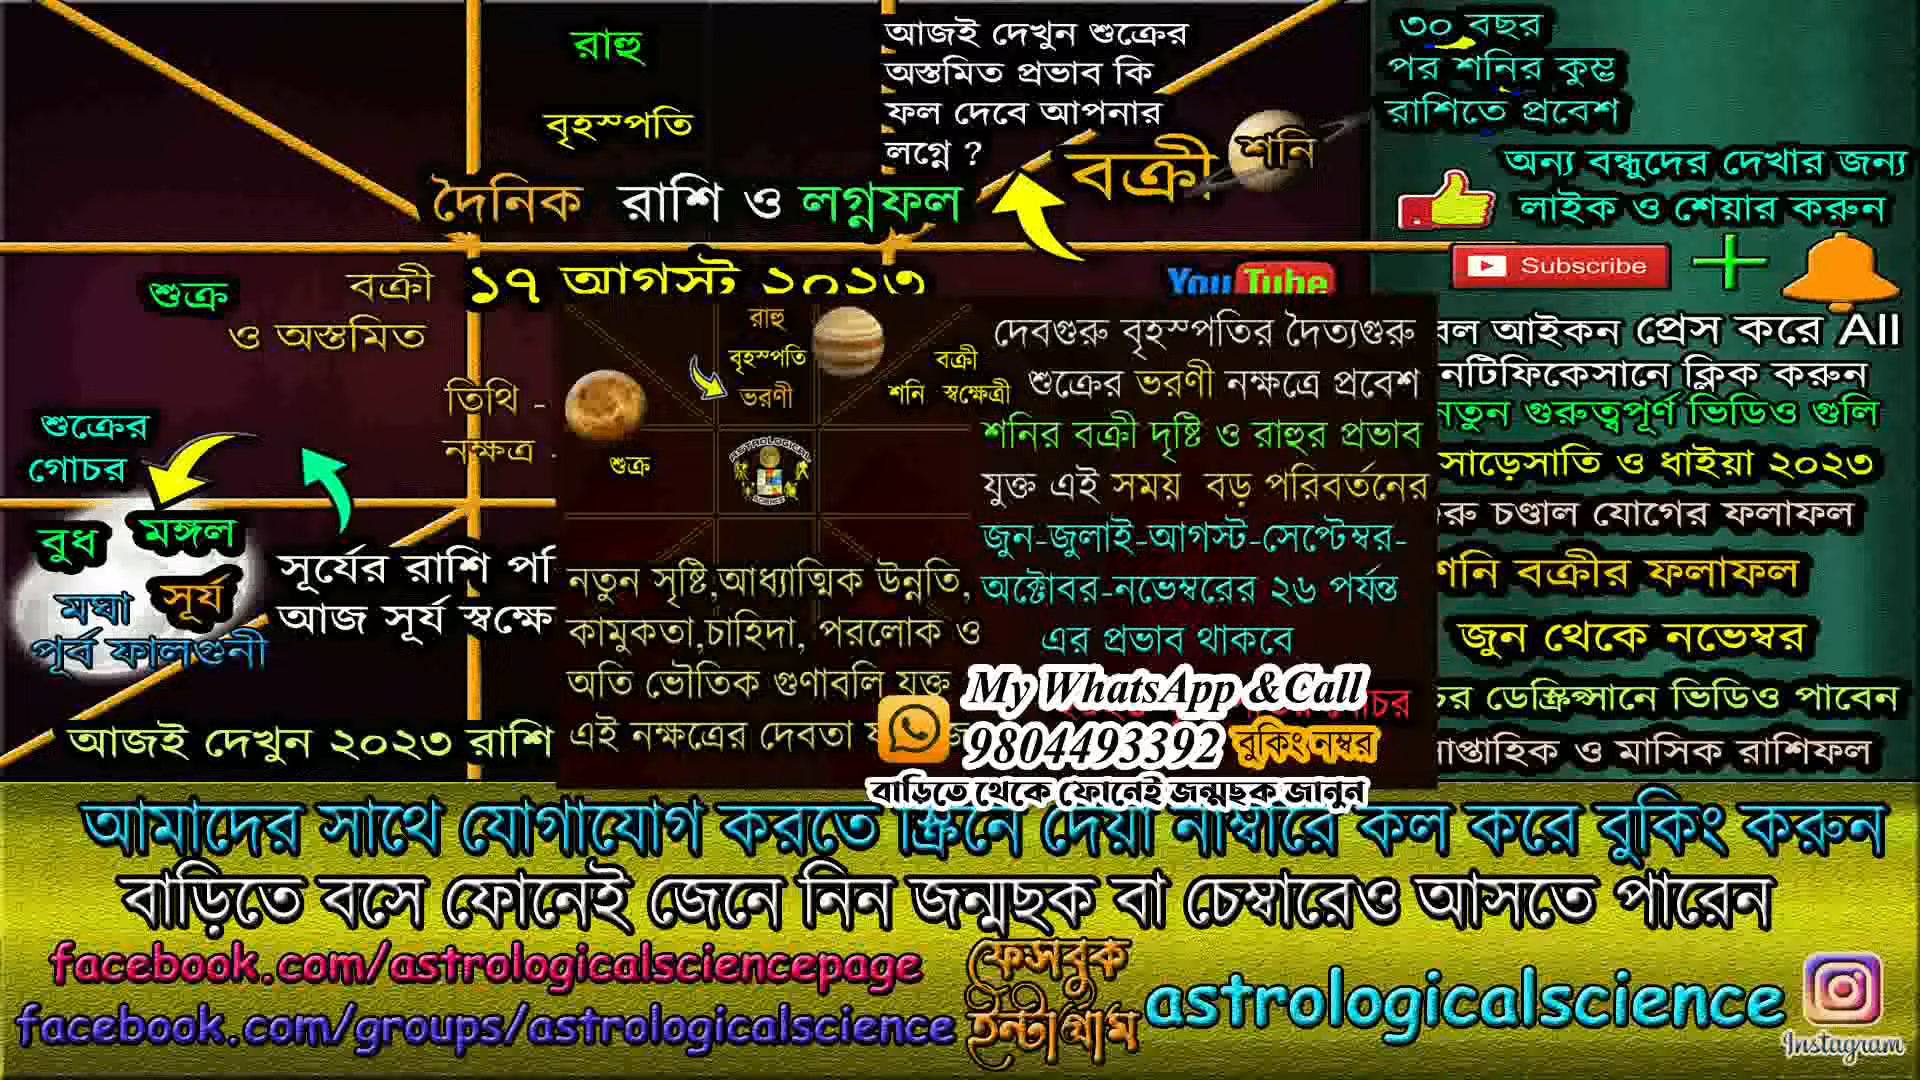 রাহু
বৃহস্পতি
আজই দেখুন শুক্রের
অস্তমিত প্রভাব কি
ফল দেবে আপনার
লগ্নে ?
বক্রী
শনি
৩০ বছর
পর শনির কুম্ভ
রাশিতে প্রবেশ
অন্য বন্ধুদের দেখার জন্য
লাইক ও শেয়ার করুন
দৈনিক রাশি ও লগ্নফল
Subscribe
শুক্র
বক্রী
ও অস্তমিত
১৭ আগস্ট ২০২৩
YouTube
আইকন প্রেস করে All
নটিফিকেসানে ক্লিক করুন
নতুন গুরুত্বপূর্ণ ভিডিও গুলি
সাড়েসাতি ও ধাইয়া ২০২৩
চণ্ডাল যোগের ফলাফল
বক্রীর ফলাফল
জুন থেকে নভেম্বর
ডেস্ক্রিপ্সানে ভিডিও পাবেন
ও মাসিক রাশিফল
তিথি -
নক্ষত্র -
রাহু
বৃহস্পতি
ভরণী
বক্রী
শনি স্বক্ষেত্রী
শুক্র
ASTROLOGICAL
SCIENCE
দেবগুরু বৃহস্পতির দৈত্যগুরু
শুক্রের ভরণী নক্ষত্রে প্রবেশ
শনির বক্রী দৃষ্টি ও রাহুর প্রভাব
যুক্ত এই সময় বড় পরিবর্তনের
জুন-জুলাই-আগস্ট-সেপ্টেম্বর-
অক্টোবর-নভেম্বরের ২৬ পর্যন্ত
এর প্রভাব থাকবে
শুক্রের
গোচর
বুধ
মঙ্গল
সূর্য
মঘা
পূর্ব ফালগুনী
সূর্যের রাশি
আজ সূর্য
নতুন সৃষ্টি,আধ্যাত্মিক উন্নতি,
কামুকতা,চাহিদা, পরলোক ও
অতি ভৌতিক গুণাবলি যুক্ত
এই নক্ষত্রের দেবতা
আজই দেখুন ২০২৩ রাশি
My WhatsApp &Call
9804493392 বুকিং নম্বর
বাড়িতে থেকে ফোনেই জন্মছক জানুন
আমাদের সাথে যোগাযোগ করতে স্ক্রিনে দেয়া নাম্বারে কল করে বুকিং করুন
বাড়িতে বসে ফোনেই জেনে নিন জন্মছক বা চেম্বারেও আসতে পারেন
facebook.com/astrologicalsciencepage
facebook.com/groups/astrologicalscience
ফেসবুক
ইন্টাগ্রাম
astrologicalscience
Instagram